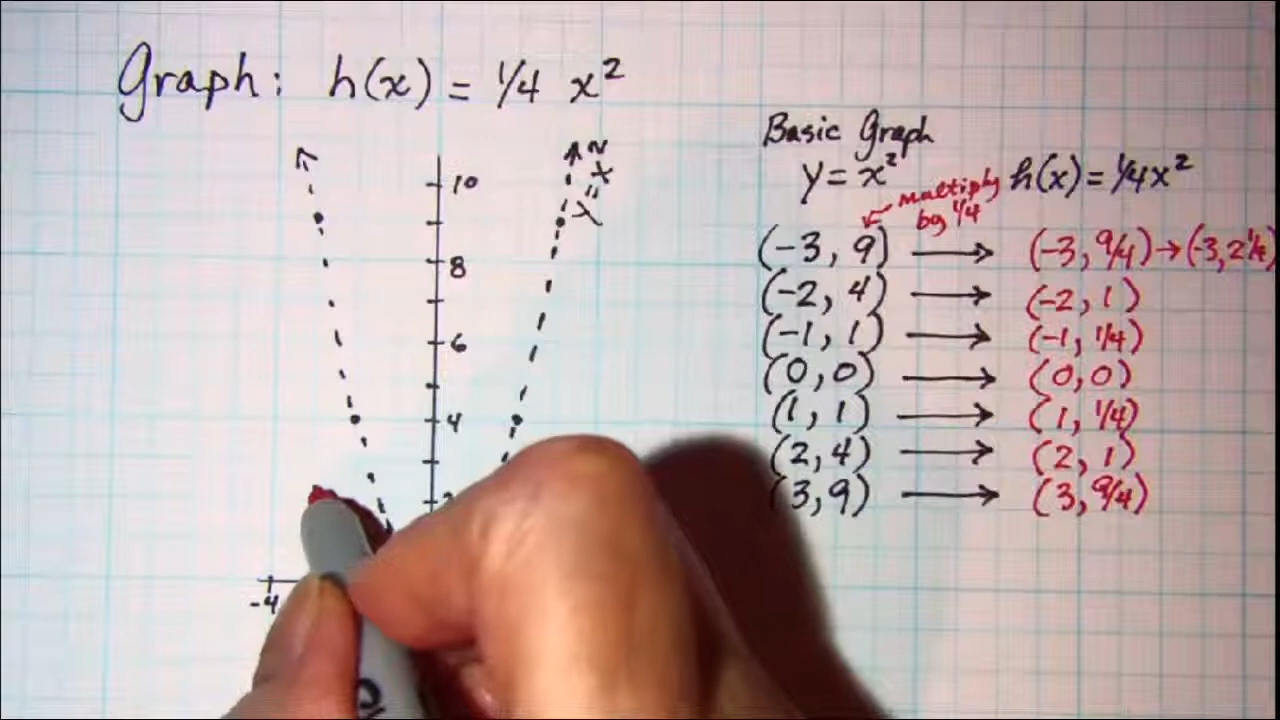 Graph: h(x) = 1/4 x²
Basic Graph
y = x²
multiply by 1/4
h(x) = 1/4x²
(-3, 9) → (-3, 9/4) → (-3, 2 1/4)
(-2, 4) → (-2, 1)
(-1, 1) → (-1, 1/4)
(0, 0) → (0, 0)
(1, 1) → (1, 1/4)
(2, 4) → (2, 1)
(3, 9) → (3, 9/4)
y = x²
10
8
6
4
2
-4